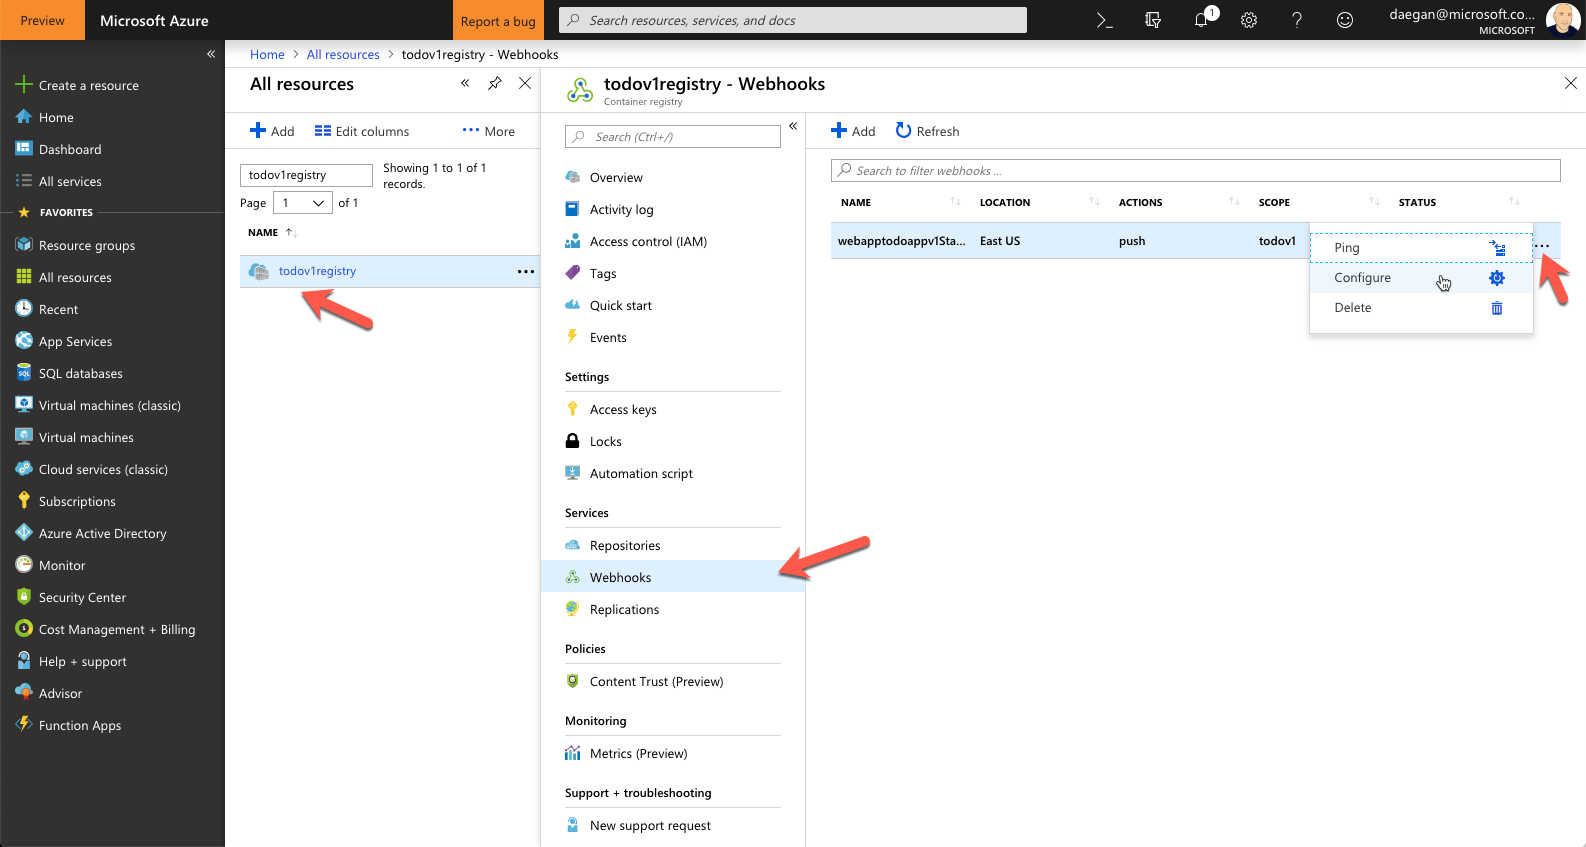 Preview
Microsoft Azure
Report a bug
Search resources, services, and docs
1
daegan@microsoft.co...
MICROSOFT
Create a resource
Home
Dashboard
All services
FAVORITES
Resource groups
All resources
Recent
App Services
SQL databases
Virtual machines (classic)
Virtual machines
Cloud services (classic)
Subscriptions
Azure Active Directory
Monitor
Security Center
Cost Management + Billing
Help + support
Advisor
Function Apps
Home > All resources > todov1registry - Webhooks
All resources
Add Edit columns ··· More
todov1registry
Showing 1 to 1 of 1
records.
Page 1 of 1
NAME
todov1registry
todov1registry - Webhooks
Container registry
Search (Ctrl+/)
Overview
Activity log
Access control (IAM)
Tags
Quick start
Events
Settings
Access keys
Locks
Automation script
Services
Repositories
Webhooks
Replications
Policies
Content Trust (Preview)
Monitoring
Metrics (Preview)
Support + troubleshooting
New support request
Add Refresh
Search to filter webhooks ...
NAME LOCATION ACTIONS SCOPE STATUS
webapptodoappv1Sta... East US push todov1
Ping
Configure
Delete